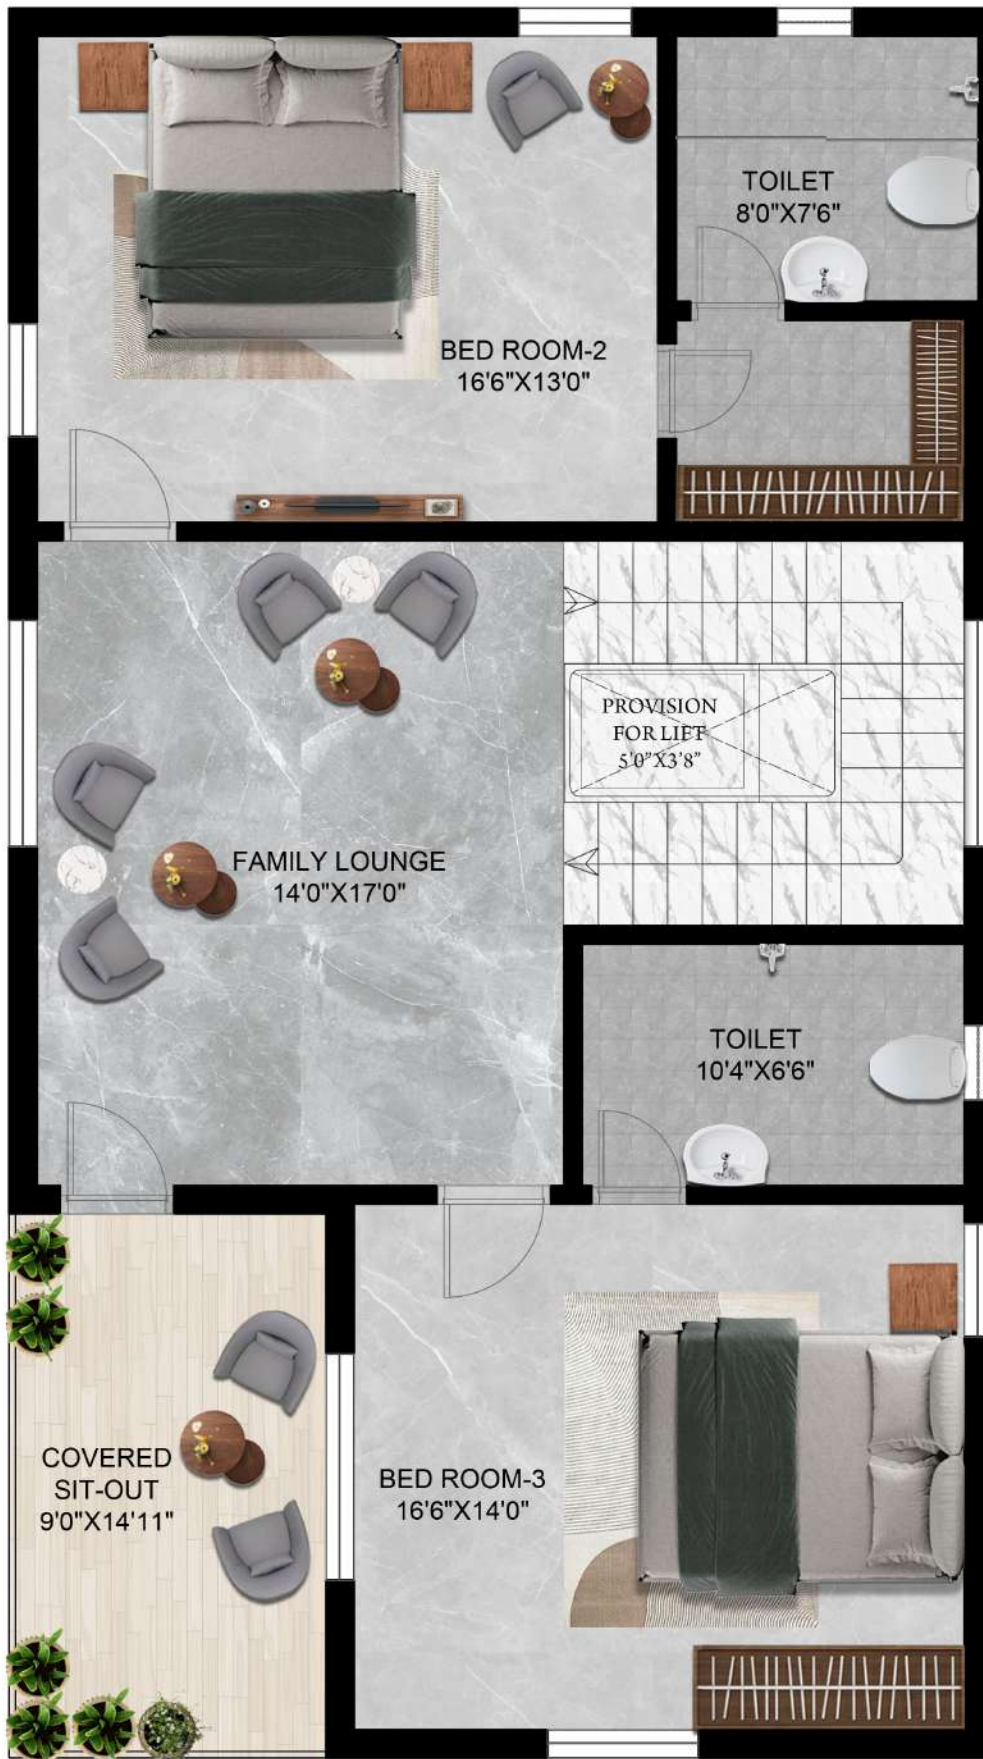 TOILET
8'0"X7'6"
BED ROOM-2
16'6"X13'0"
PROVISION
FOR LIFT
5'0"X3'8"
FAMILY LOUNGE
14'0"X17'0"
TOILET
10'4"X6'6"
COVERED
SIT-OUT
9'0"X14'11"
BED ROOM-3
16'6"X14'0"